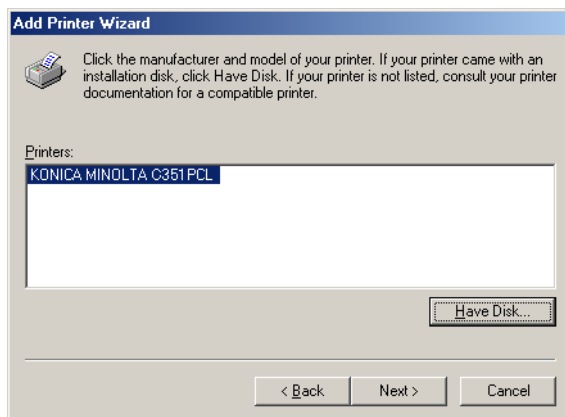 Add Printer Wizard
Click the manufacturer and model of your printer. If your printer came with an
installation disk, click Have Disk. If your printer is not listed, consult your printer
documentation for a compatible printer.
Printers:
KONICA MINOLTA C351PCL
Have Disk...
< Back Next > Cancel